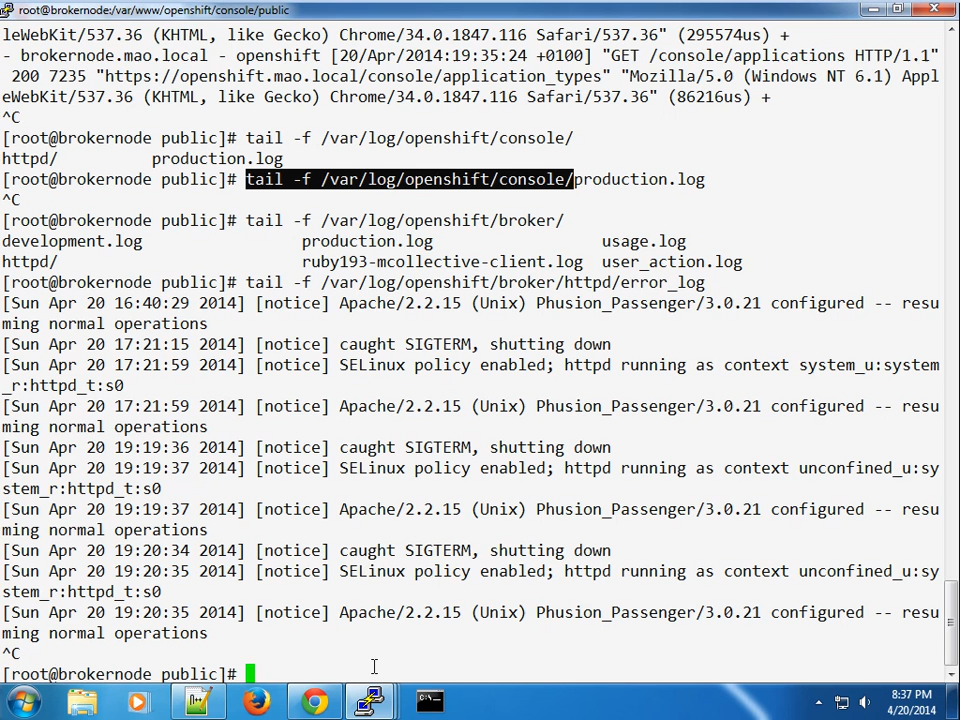 root@brokernode:/var/www/openshift/console/public
leWebKit/537.36 (KHTML, like Gecko) Chrome/34.0.1847.116 Safari/537.36" (295574us) +
- brokernode.mao.local - openshift [20/Apr/2014:19:35:24 +0100] "GET /console/applications HTTP/1.1"
 200 7235 "https://openshift.mao.local/console/application_types" "Mozilla/5.0 (Windows NT 6.1) Appl
eWebKit/537.36 (KHTML, like Gecko) Chrome/34.0.1847.116 Safari/537.36" (86216us) +
^C
[root@brokernode public]# tail -f /var/log/openshift/console/
httpd/          production.log
[root@brokernode public]# tail -f /var/log/openshift/console/production.log
^C
[root@brokernode public]# tail -f /var/log/openshift/broker/
development.log                 production.log                  usage.log
httpd/                          ruby193-mcollective-client.log  user_action.log
[root@brokernode public]# tail -f /var/log/openshift/broker/httpd/error_log
[Sun Apr 20 16:40:29 2014] [notice] Apache/2.2.15 (Unix) Phusion_Passenger/3.0.21 configured -- resu
ming normal operations
[Sun Apr 20 17:21:15 2014] [notice] caught SIGTERM, shutting down
[Sun Apr 20 17:21:59 2014] [notice] SELinux policy enabled; httpd running as context system_u:system
_r:httpd_t:s0
[Sun Apr 20 17:21:59 2014] [notice] Apache/2.2.15 (Unix) Phusion_Passenger/3.0.21 configured -- resu
ming normal operations
[Sun Apr 20 19:19:36 2014] [notice] caught SIGTERM, shutting down
[Sun Apr 20 19:19:37 2014] [notice] SELinux policy enabled; httpd running as context unconfined_u:sy
stem_r:httpd_t:s0
[Sun Apr 20 19:19:37 2014] [notice] Apache/2.2.15 (Unix) Phusion_Passenger/3.0.21 configured -- resu
ming normal operations
[Sun Apr 20 19:20:34 2014] [notice] caught SIGTERM, shutting down
[Sun Apr 20 19:20:35 2014] [notice] SELinux policy enabled; httpd running as context unconfined_u:sy
stem_r:httpd_t:s0
[Sun Apr 20 19:20:35 2014] [notice] Apache/2.2.15 (Unix) Phusion_Passenger/3.0.21 configured -- resu
ming normal operations
^C
[root@brokernode public]#
8:37 PM
4/20/2014